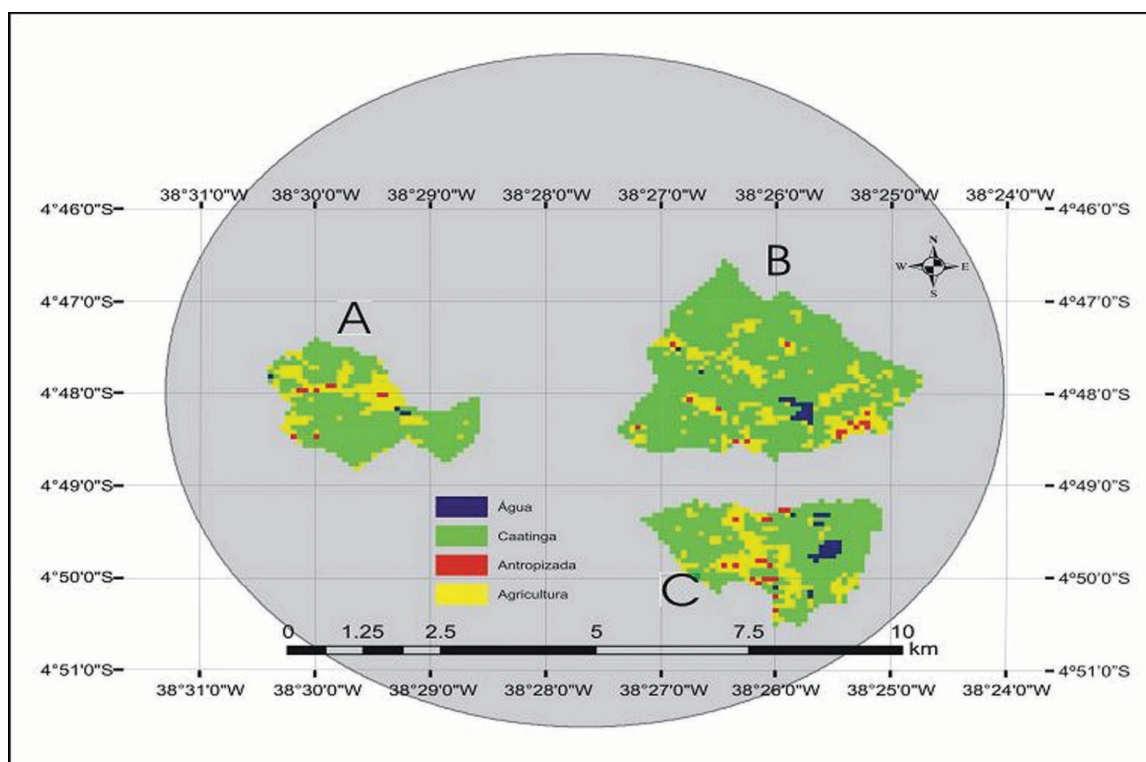 38°31'0"W 38°30'0"W 38°29'0"W 38°28'0"W 38°27'0"W 38°26'0"W 38°25'0"W 38°24'0"W
4°46'0"S 4°46'0"S
N
W E
S
B
4°47'0"S 4°47'0"S
A
4°48'0"S 4°48'0"S
4°49'0"S 4°49'0"S
Água
Caatinga
Antropizada
4°50'0"S 4°50'0"S
C
Agricultura
0 1.25 2.5 5 7.5 10
km
4°51'0"S 4°51'0"S
38°31'0"W 38°30'0"W 38°29'0"W 38°28'0"W 38°27'0"W 38°26'0"W 38°25'0"W 38°24'0"W